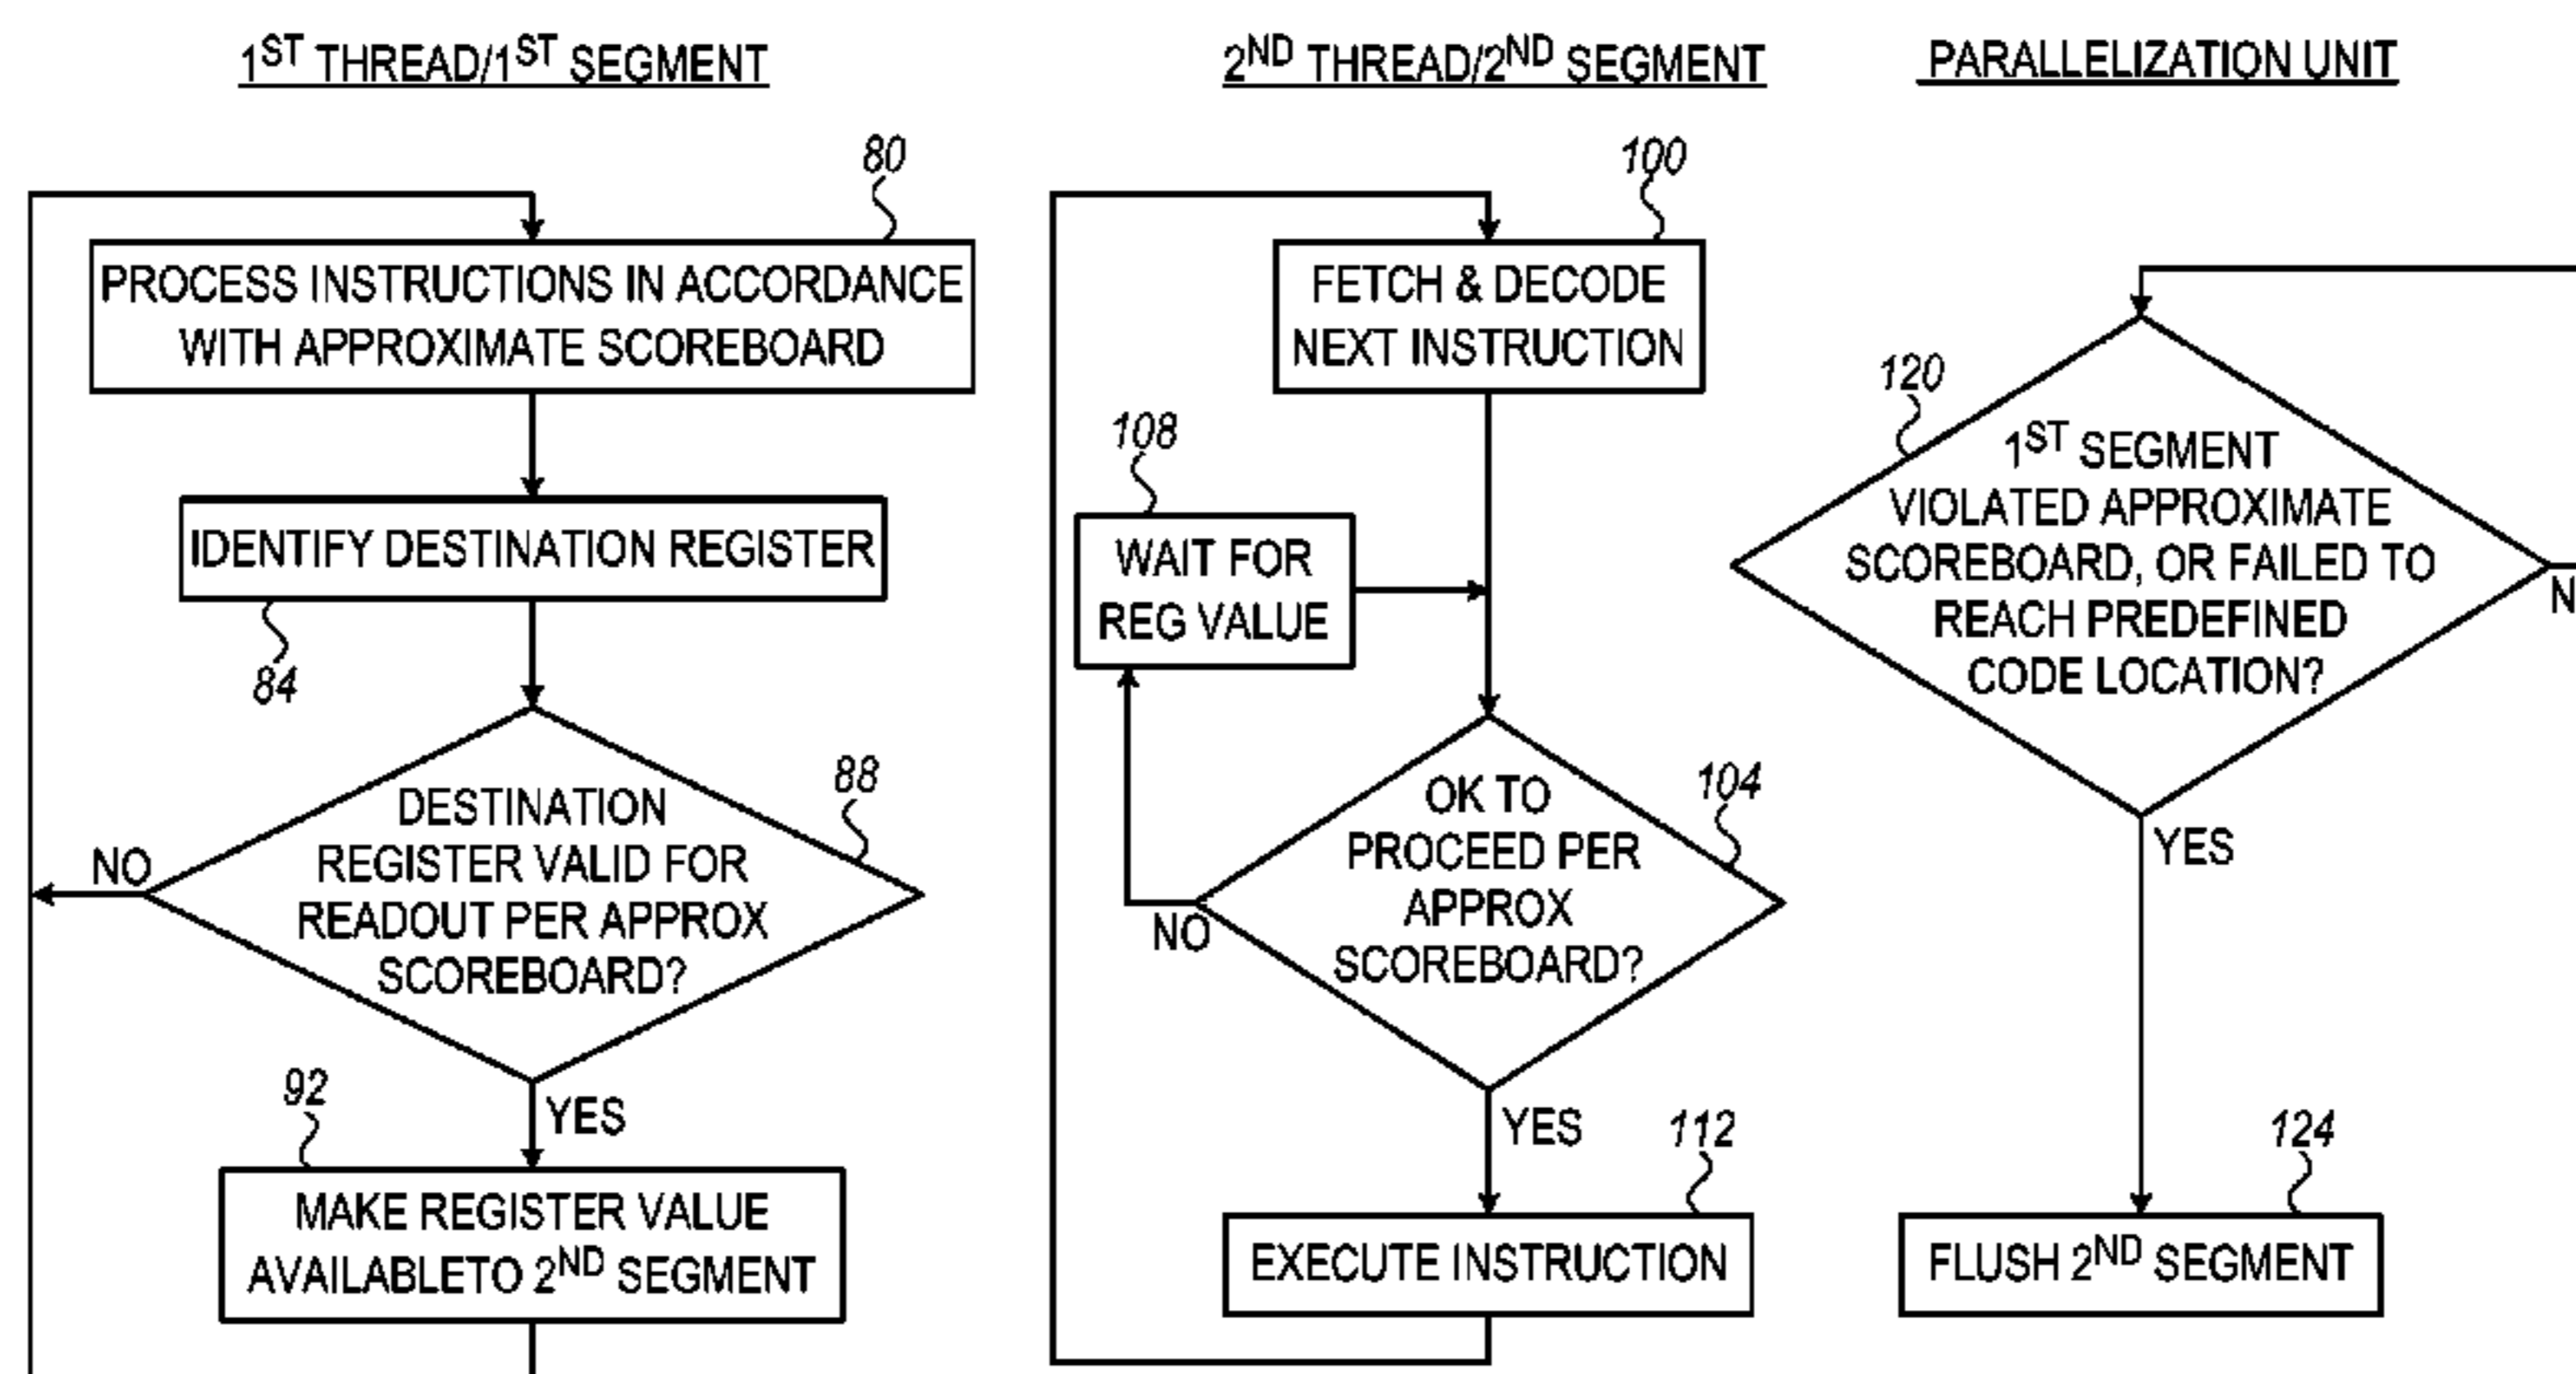 1ST THREAD/1ST SEGMENT
80
PROCESS INSTRUCTIONS IN ACCORDANCE
WITH APPROXIMATE SCOREBOARD
IDENTIFY DESTINATION REGISTER
84
88
DESTINATION
REGISTER VALID FOR
READOUT PER APPROX
SCOREBOARD?
NO
YES
92
MAKE REGISTER VALUE
AVAILABLETO 2ND SEGMENT
2ND THREAD/2ND SEGMENT
100
FETCH & DECODE
NEXT INSTRUCTION
108
WAIT FOR
REG VALUE
104
OK TO
PROCEED PER
APPROX
SCOREBOARD?
NO
YES
112
EXECUTE INSTRUCTION
PARALLELIZATION UNIT
120
1ST SEGMENT
VIOLATED APPROXIMATE
SCOREBOARD, OR FAILED TO
REACH PREDEFINED
CODE LOCATION?
N
YES
124
FLUSH 2ND SEGMENT